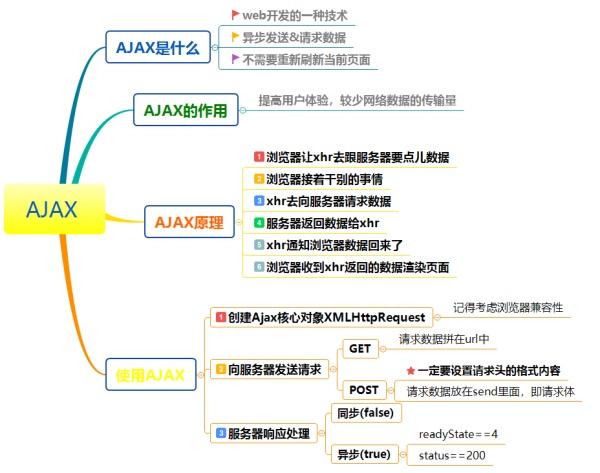 AJAX
AJAX是什么
web开发的一种技术
异步发送&请求数据
不需要重新刷新当前页面
AJAX的作用
提高用户体验，较少网络数据的传输量
AJAX原理
1 浏览器让xhr去跟服务器要点儿数据
2 浏览器接着干别的事情
3 xhr去向服务器请求数据
4 服务器返回数据给xhr
5 xhr通知浏览器数据回来了
6 浏览器收到xhr返回的数据渲染页面
使用AJAX
1 创建Ajax核心对象XMLHttpRequest
记得考虑浏览器兼容性
2 向服务器发送请求
GET
请求数据拼在url中
POST
一定要设置请求头的格式内容
请求数据放在send里面，即请求体
3 服务器响应处理
同步(false)
异步(true)
readyState==4
status==200